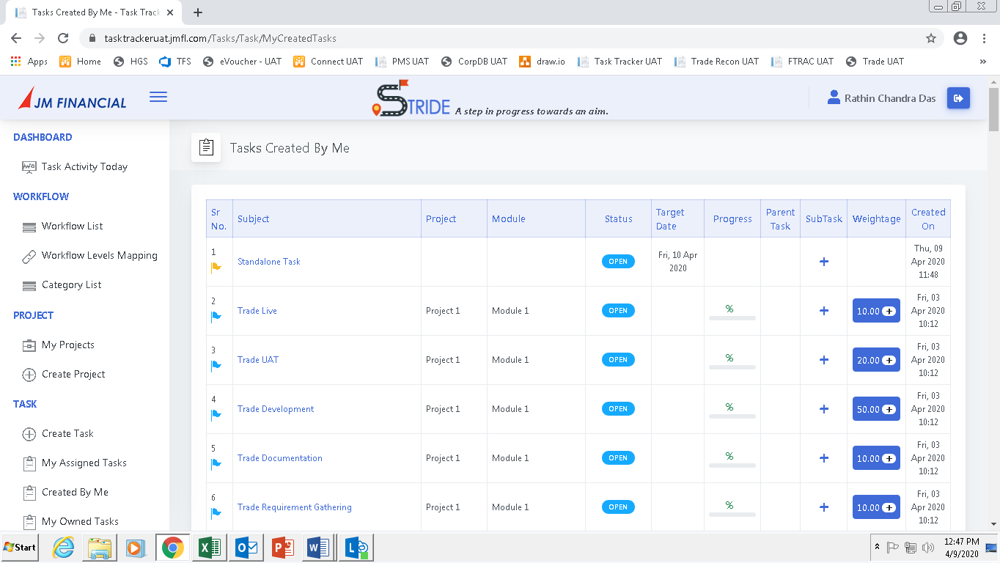 Tasks Created By Me - Task Track
tasktrackeruat.jmfl.com/Tasks/Task/MyCreatedTasks
Apps Home HGS TFS eVoucher - UAT Connect UAT PMS UAT CorpDB UAT draw.io Task Tracker UAT Trade Recon UAT FTRAC UAT Trade UAT »
JM FINANCIAL
STRIDE A step in progress towards an aim.
Rathin Chandra Das
DASHBOARD
Task Activity Today
WORKFLOW
Workflow List
Workflow Levels Mapping
Category List
PROJECT
My Projects
Create Project
TASK
Create Task
My Assigned Tasks
Created By Me
My Owned Tasks
Tasks Created By Me
Sr No. Subject Project Module Status Target Date Progress Parent Task SubTask Weightage Created On
1 Standalone Task OPEN Fri, 10 Apr 2020 + Thu, 09 Apr 2020 11:48
2 Trade Live Project 1 Module 1 OPEN % + 10.00 + Fri, 03 Apr 2020 10:12
3 Trade UAT Project 1 Module 1 OPEN % + 20.00 + Fri, 03 Apr 2020 10:12
4 Trade Development Project 1 Module 1 OPEN % + 50.00 + Fri, 03 Apr 2020 10:12
5 Trade Documentation Project 1 Module 1 OPEN % + 10.00 + Fri, 03 Apr 2020 10:12
6 Trade Requirement Gathering Project 1 Module 1 OPEN % + 10.00 + Fri, 03 Apr 2020 10:12
Start
12:47 PM
4/9/2020